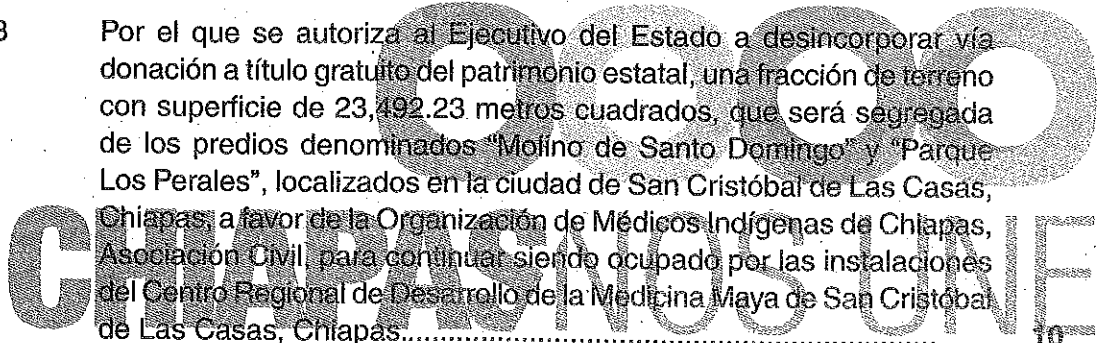 3 Por el que se autoriza al Ejecutivo del Estado a desincorporar vía
donación a título gratuito del patrimonio estatal, una fracción de terreno
con superficie de 23,492.23 metros cuadrados, que será segregada
de los predios denominados "Molino de Santo Domingo" y "Parque
Los Perales", localizados en la ciudad de San Cristóbal de Las Casas,
Chiapas, a favor de la Organización de Médicos Indígenas de Chiapas,
Asociación Civil, para continuar siendo ocupado por las instalaciones
del Centro Regional de Desarrollo de la Medicina Maya de San Cristóbal
de Las Casas, Chiapas.......................................................................... 10
CHIAPAS NOS UNE